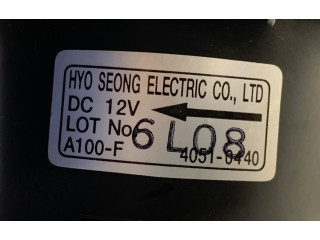 HYO SEONG ELECTRIC CO., LTD
DC 12V
LOT No 6L08
A100-F 4051-0440